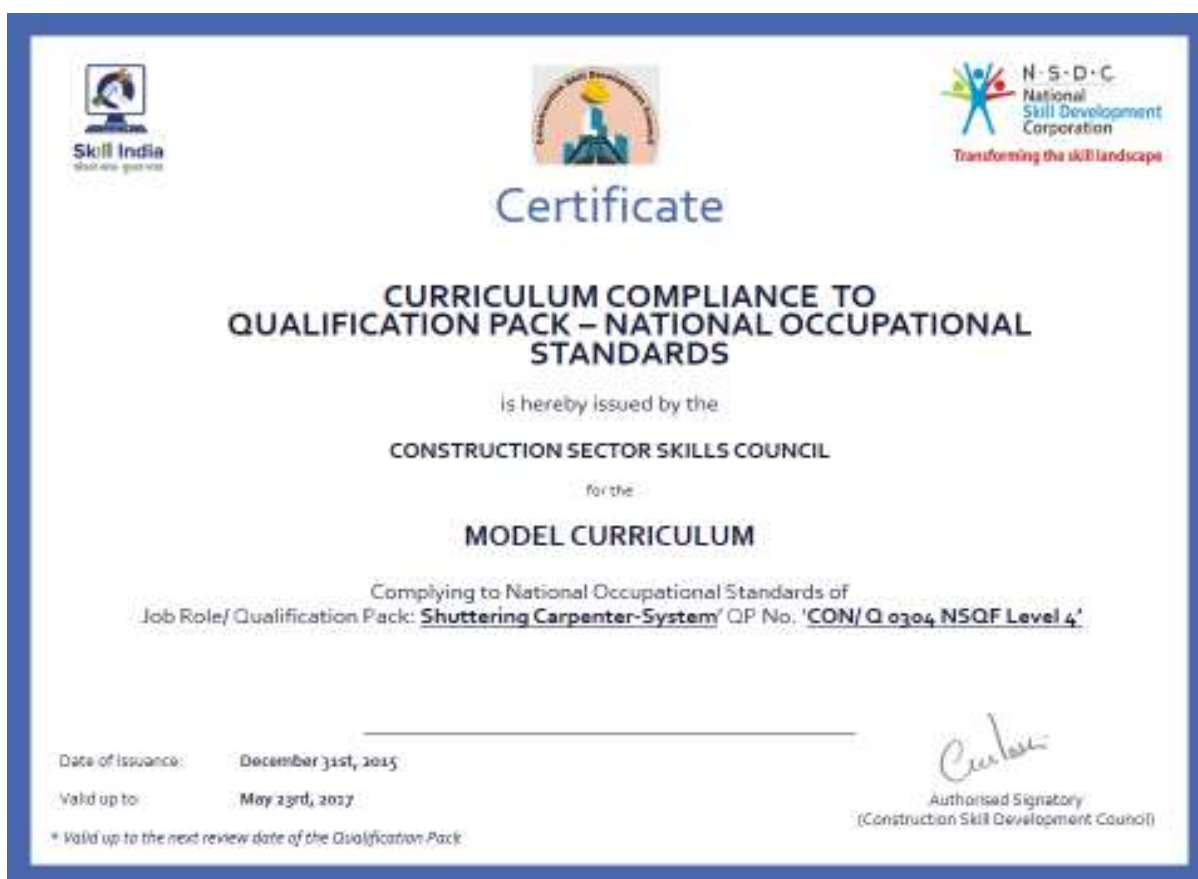 Skill India
N·S·D·C
National
Skill Development
Corporation
Transforming the skill landscape
Construction Skill Development Council
Certificate
CURRICULUM COMPLIANCE TO
QUALIFICATION PACK – NATIONAL OCCUPATIONAL
STANDARDS
is hereby issued by the
CONSTRUCTION SECTOR SKILLS COUNCIL
for the
MODEL CURRICULUM
Complying to National Occupational Standards of
Job Role/ Qualification Pack: Shuttering Carpenter-System' QP No. 'CON/ Q 0304 NSQF Level 4'
Date of Issuance: December 31st, 2015
Valid up to: May 23rd, 2017
* Valid up to the next review date of the Qualification Pack
Authorised Signatory
(Construction Skill Development Council)